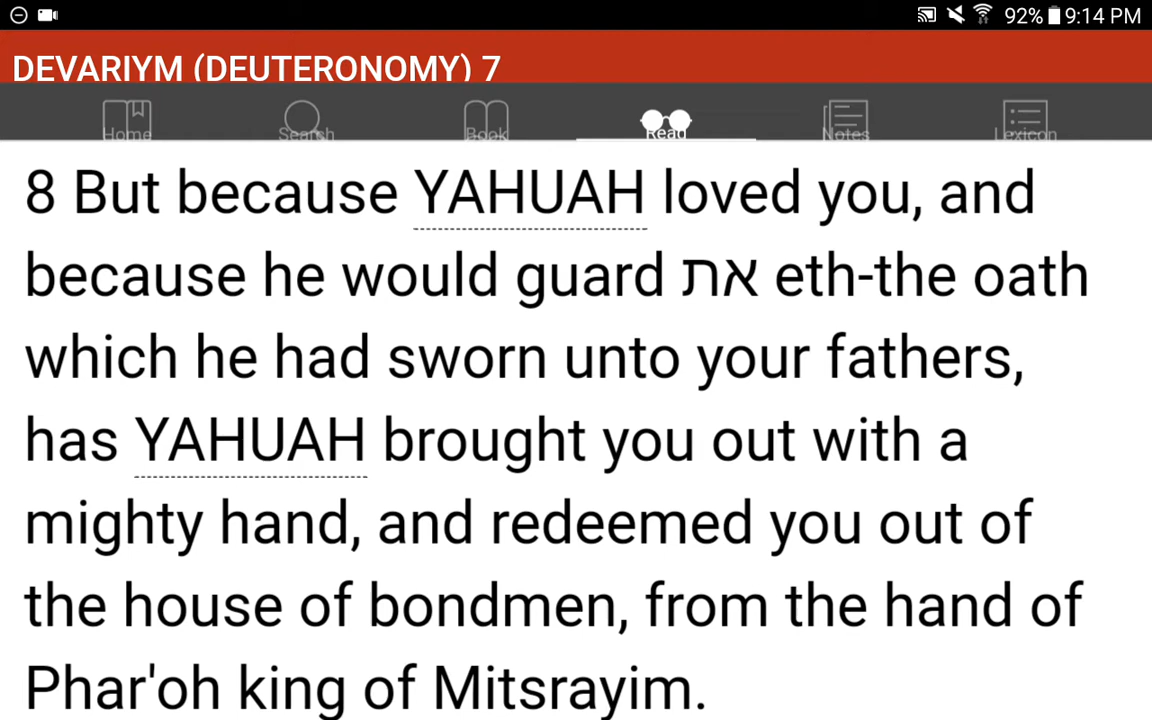 92% 9:14 PM
DEVARIYM (DEUTERONOMY) 7
Home Search Book Read Notes Lexicon
8 But because YAHUAH loved you, and
because he would guard את eth-the oath
which he had sworn unto your fathers,
has YAHUAH brought you out with a
mighty hand, and redeemed you out of
the house of bondmen, from the hand of
Phar'oh king of Mitsrayim.